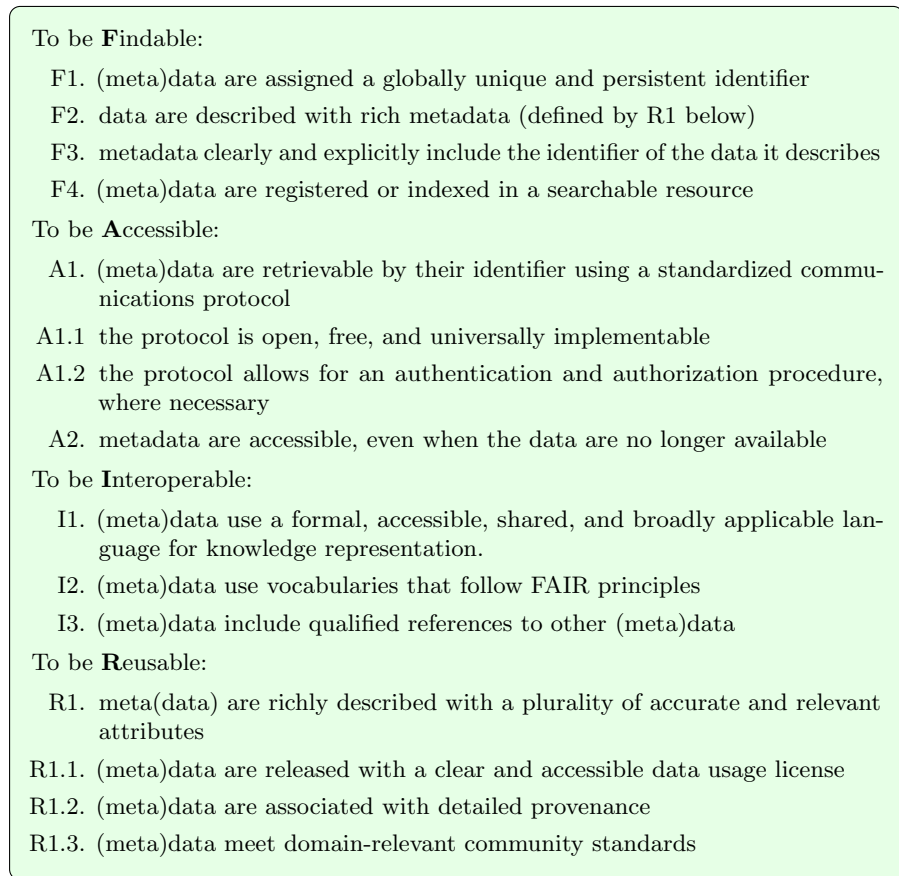 To be Findable:
F1. (meta)data are assigned a globally unique and persistent identifier
F2. data are described with rich metadata (defined by R1 below)
F3. metadata clearly and explicitly include the identifier of the data it describes
F4. (meta)data are registered or indexed in a searchable resource
To be Accessible:
A1. (meta)data are retrievable by their identifier using a standardized commu-
nications protocol
A1.1 the protocol is open, free, and universally implementable
A1.2 the protocol allows for an authentication and authorization procedure,
where necessary
A2. metadata are accessible, even when the data are no longer available
To be Interoperable:
I1. (meta)data use a formal, accessible, shared, and broadly applicable lan-
guage for knowledge representation.
I2. (meta)data use vocabularies that follow FAIR principles
I3. (meta)data include qualified references to other (meta)data
To be Reusable:
R1. meta(data) are richly described with a plurality of accurate and relevant
attributes
R1.1. (meta)data are released with a clear and accessible data usage license
R1.2. (meta)data are associated with detailed provenance
R1.3. (meta)data meet domain-relevant community standards